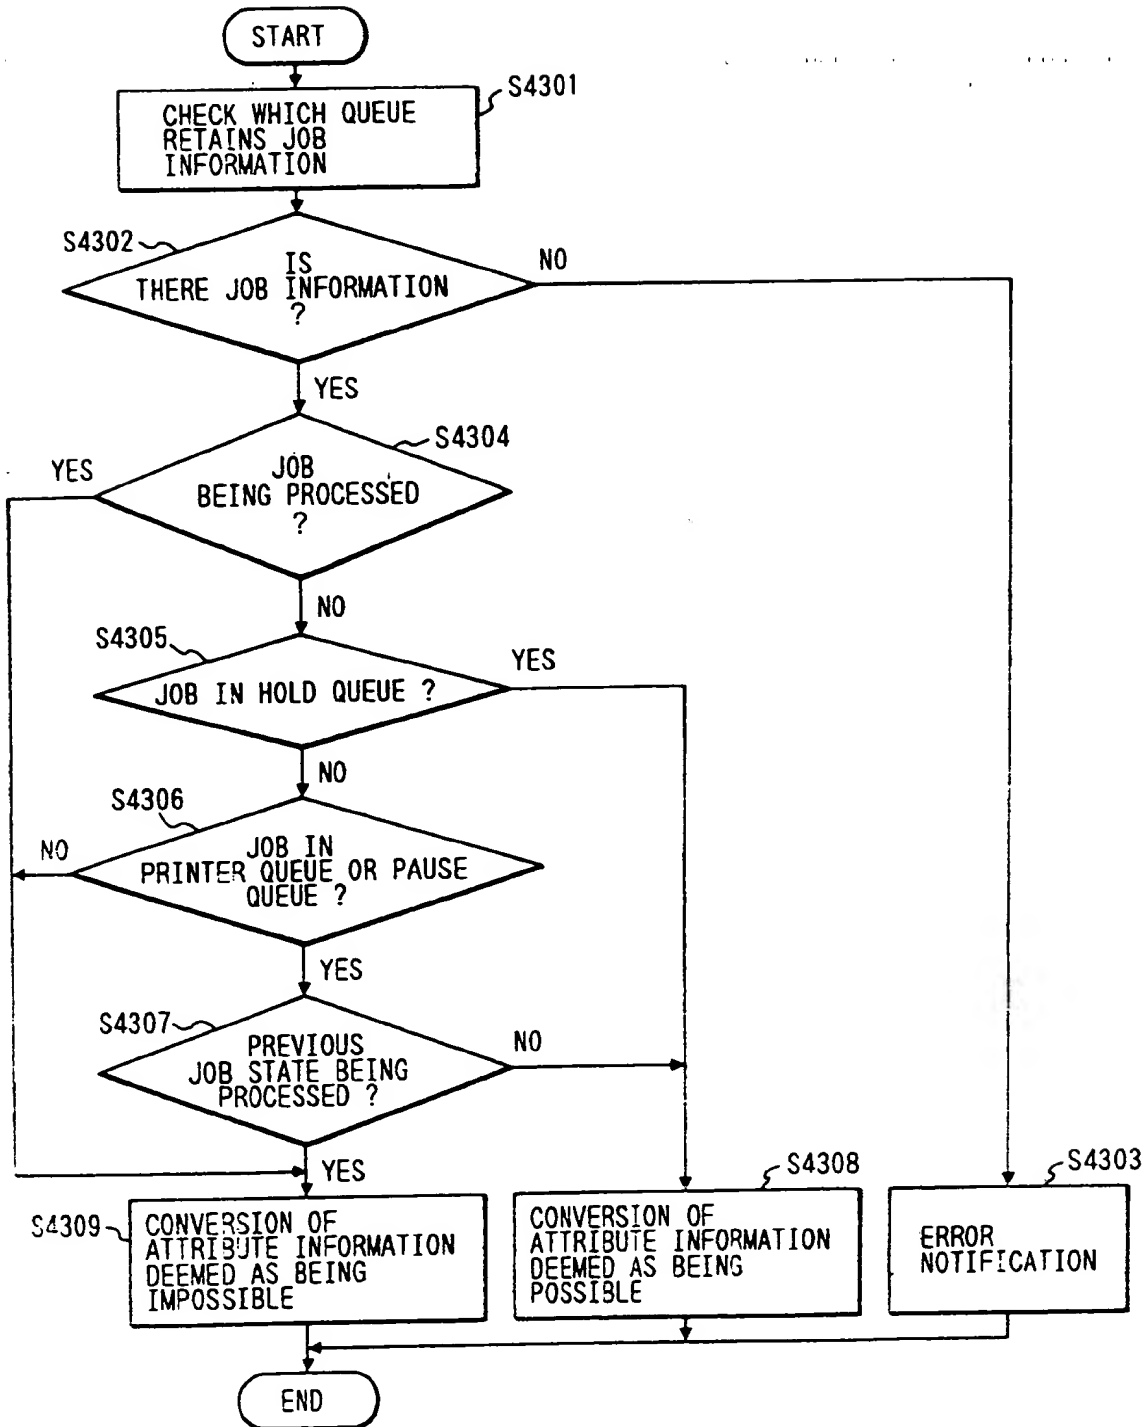 START
S4301
CHECK WHICH QUEUE
RETAINS JOB
INFORMATION
S4302
IS
THERE JOB INFORMATION
?
NO
YES
S4304
YES
JOB
BEING PROCESSED
?
NO
S4305
YES
JOB IN HOLD QUEUE ?
NO
S4306
NO
JOB IN
PRINTER QUEUE OR PAUSE
QUEUE ?
YES
S4307
NO
PREVIOUS
JOB STATE BEING
PROCESSED ?
YES
S4309
CONVERSION OF
ATTRIBUTE INFORMATION
DEEMED AS BEING
IMPOSSIBLE
S4308
CONVERSION OF
ATTRIBUTE INFORMATION
DEEMED AS BEING
POSSIBLE
S4303
ERROR
NOTIFICATION
END